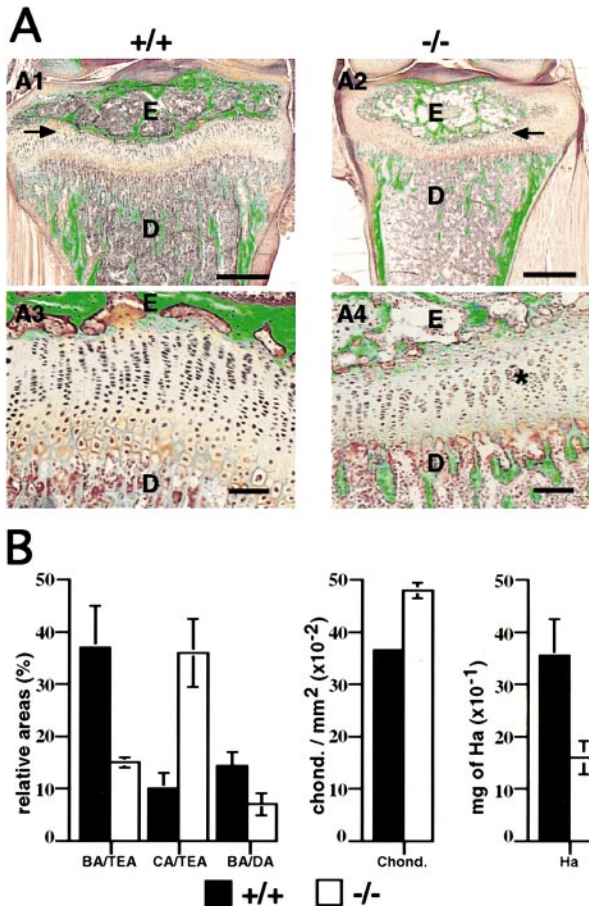 A
+/+ -/-
A1 E D
A2 E D
A3 E D
A4 E * D
B
relative areas (%)
50
40
30
20
10
0
BA/TEA CA/TEA BA/DA
chond. / mm² (x10⁻²)
50
40
30
20
10
0
Chond.
mg of Ha (x10⁻¹)
50
40
30
20
10
0
Ha
+/+ -/-